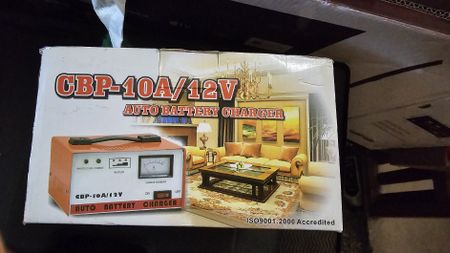 CBP-10A/12V
AUTO BATTERY CHARGER
CBP-10A/12V
AUTO BATTERY CHARGER
ISO9001:2000 Accredited